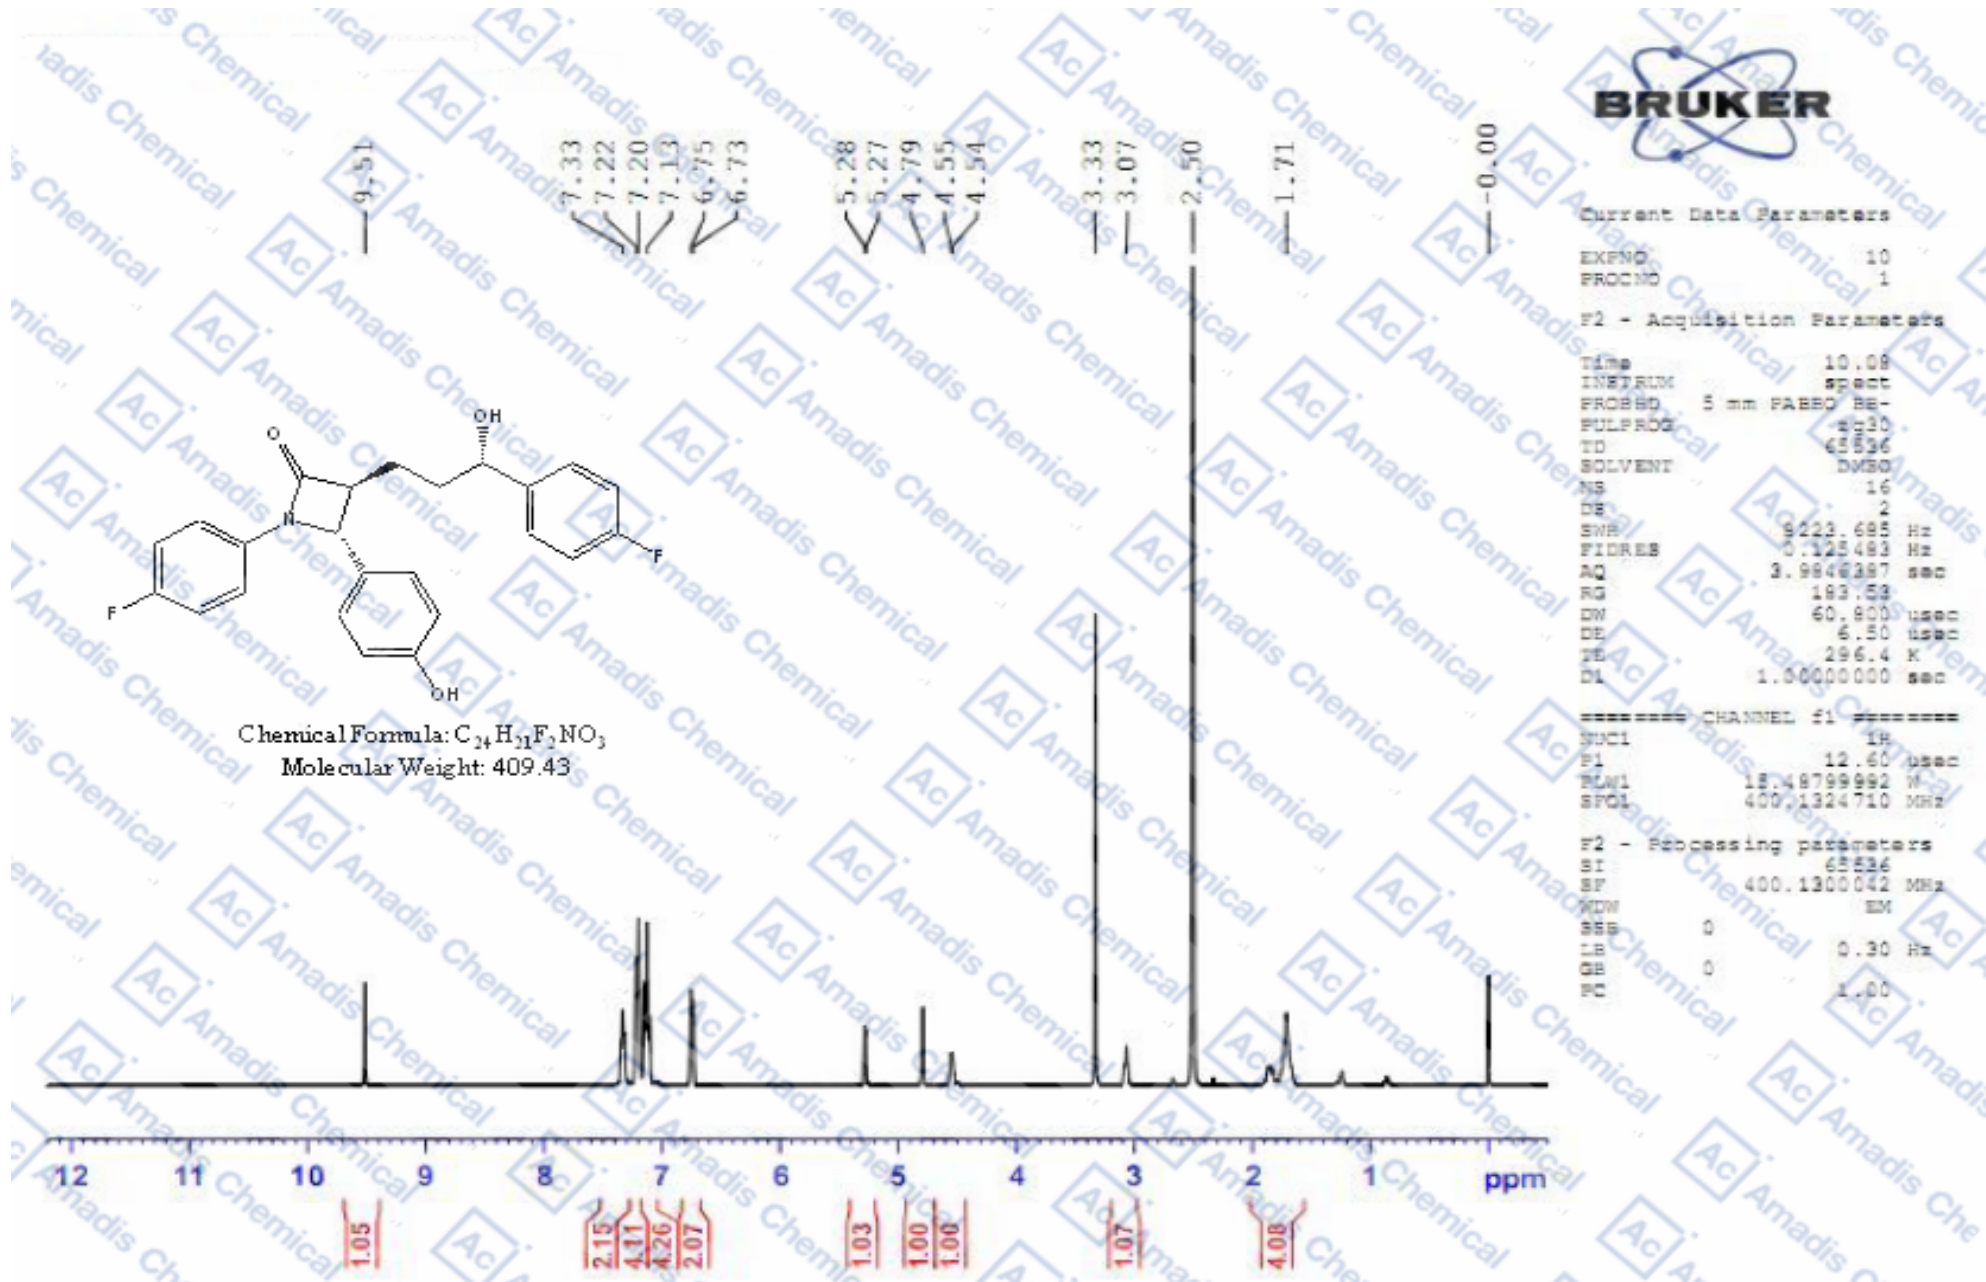 BRUKER
9.51
7.33
7.22
7.20
7.13
6.75
6.73
5.28
5.27
4.79
4.55
4.54
3.33
3.07
2.50
1.71
-0.00
Current Data Parameters
EXPNO 10
PROCNO 1
F2 - Acquisition Parameters
Time 10.08
INSTRUM spect
PROBHD 5 mm PABBO BB-
PULPROG zg30
TD 65536
SOLVENT DMSO
NS 16
DS 2
SWH 8223.685 Hz
FIDRES 0.125483 Hz
AQ 3.9846387 sec
RG 183.53
DW 60.800 usec
DE 6.50 usec
TE 296.4 K
D1 1.00000000 sec
======== CHANNEL f1 ========
NUC1 1H
P1 12.60 usec
PLW1 W
SFO1 400.1324710 MHz
F2 - Processing parameters
SI 65536
SF 400.1300042 MHz
WDW EM
SSB 0
LB 0.30 Hz
GB 0
PC 1.00
O
OH
N
F
F
OH
Chemical Formula: C₂₄H₂₁F₂NO₃
Molecular Weight: 409.43
12 11 10 9 8 7 6 5 4 3 2 1 ppm
1.05
2.15
4.11
4.26
2.07
1.03
1.00
1.00
1.07
4.08
Ac Amadis Chemical